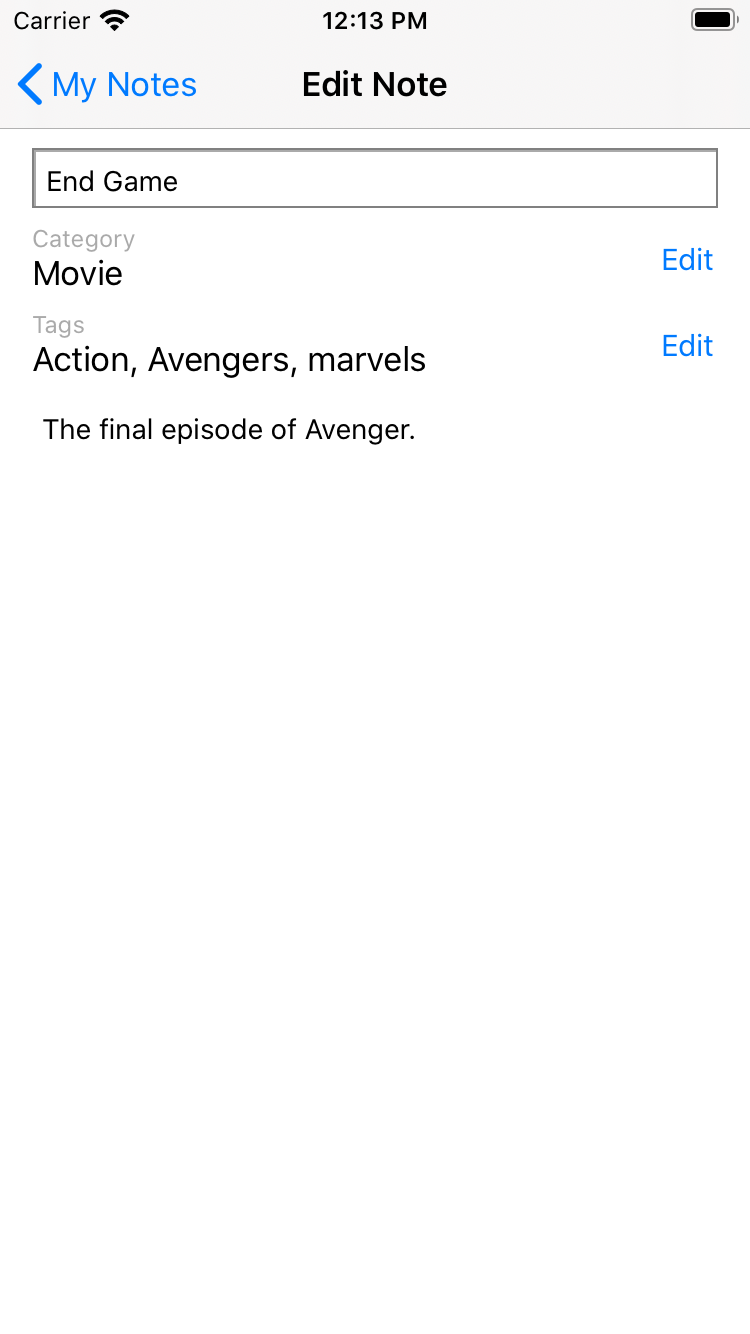 Carrier 12:13 PM
My Notes Edit Note
End Game
Category
Movie Edit
Tags
Action, Avengers, marvels Edit
The final episode of Avenger.